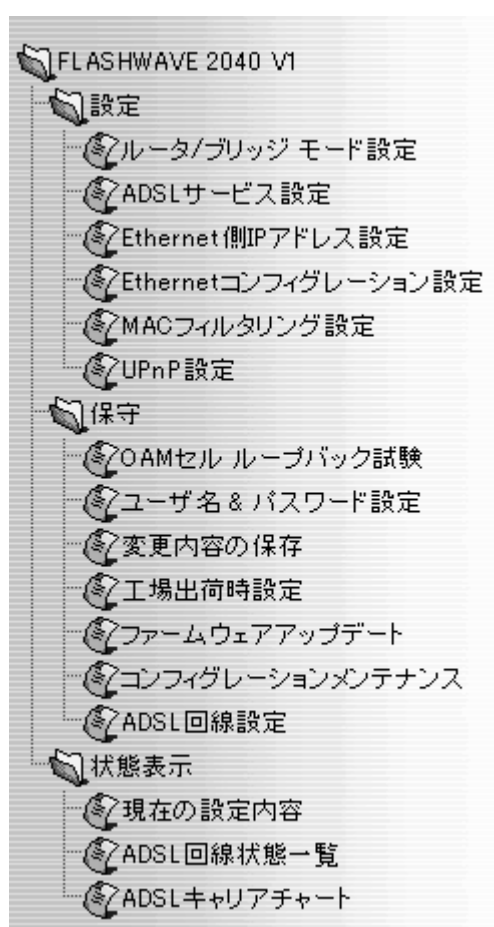 FLASHWAVE 2040 V1
設定
ルータ/ブリッジ モード設定
ADSLサービス設定
Ethernet側IPアドレス設定
Ethernetコンフィグレーション設定
MACフィルタリング設定
UPnP設定
保守
OAMセル ループバック試験
ユーザ名 & パスワード設定
変更内容の保存
工場出荷時設定
ファームウェアアップデート
コンフィグレーションメンテナンス
ADSL回線設定
状態表示
現在の設定内容
ADSL回線状態一覧
ADSLキャリアチャート